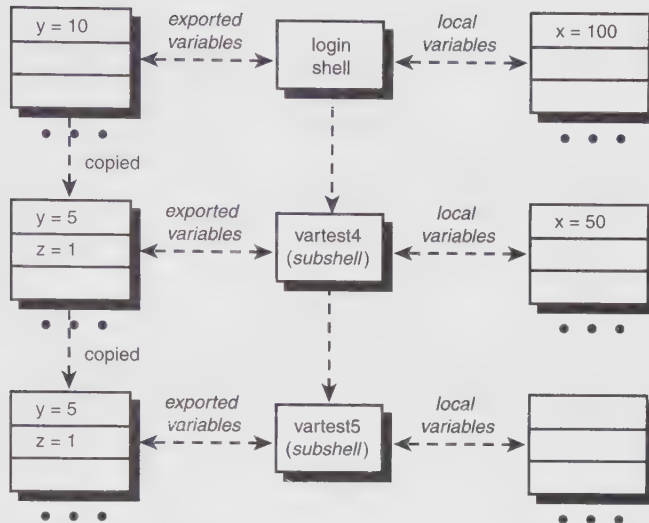 y = 10
exported
variables
login
shell
local
variables
x = 100
copied
y = 5
z = 1
exported
variables
vartest4
(subshell)
local
variables
x = 50
copied
y = 5
z = 1
exported
variables
vartest5
(subshell)
local
variables